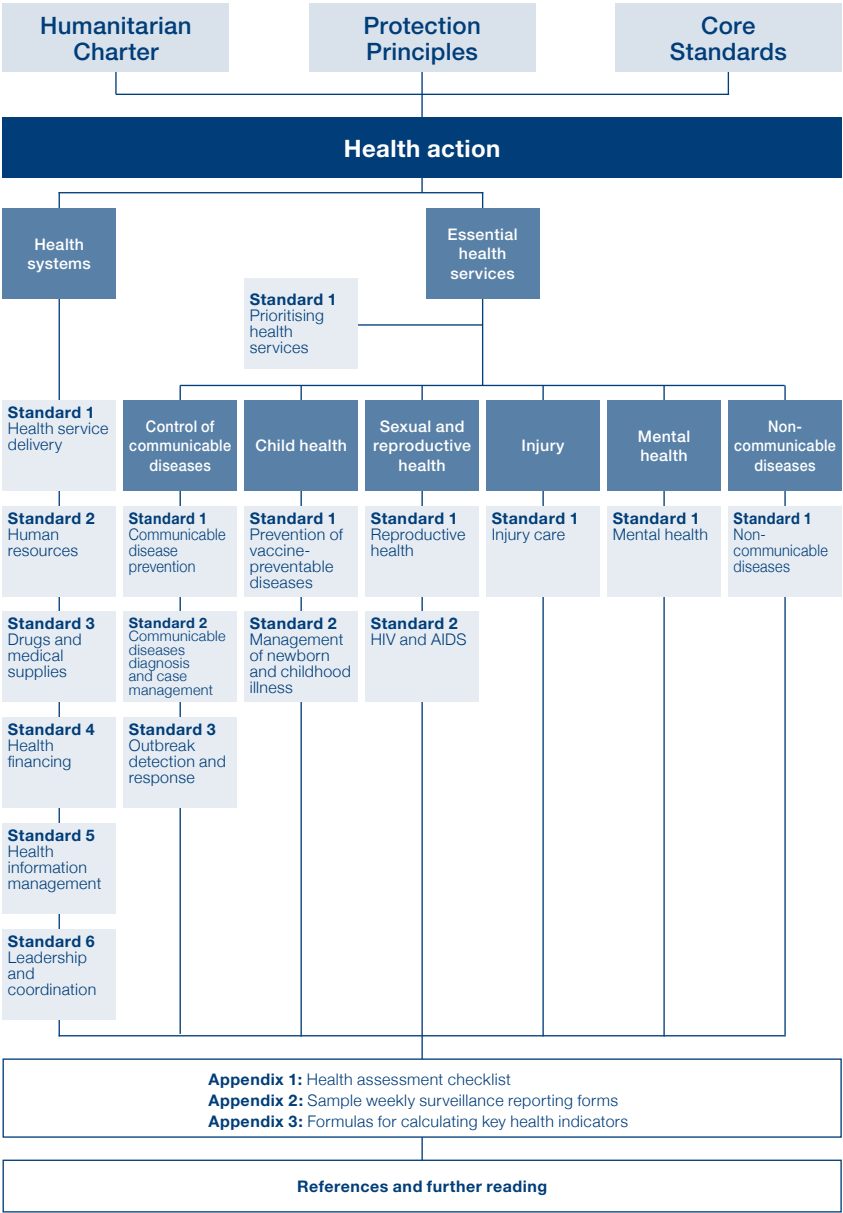 Humanitarian
Charter
Protection
Principles
Core
Standards
Health action
Health
systems
Essential
health
services
Standard 1
Prioritising
health
services
Standard 1
Health service
delivery
Control of
communicable
diseases
Child health
Sexual and
reproductive
health
Injury
Mental
health
Non-
communicable
diseases
Standard 2
Human
resources
Standard 1
Communicable
disease
prevention
Standard 1
Prevention of
vaccine-
preventable
diseases
Standard 1
Reproductive
health
Standard 1
Injury care
Standard 1
Mental health
Standard 1
Non-
communicable
diseases
Standard 3
Drugs and
medical
supplies
Standard 2
Communicable
diseases
diagnosis
and case
management
Standard 2
Management
of newborn
and childhood
illness
Standard 2
HIV and AIDS
Standard 4
Health
financing
Standard 3
Outbreak
detection and
response
Standard 5
Health
information
management
Standard 6
Leadership
and
coordination
Appendix 1: Health assessment checklist
Appendix 2: Sample weekly surveillance reporting forms
Appendix 3: Formulas for calculating key health indicators
References and further reading